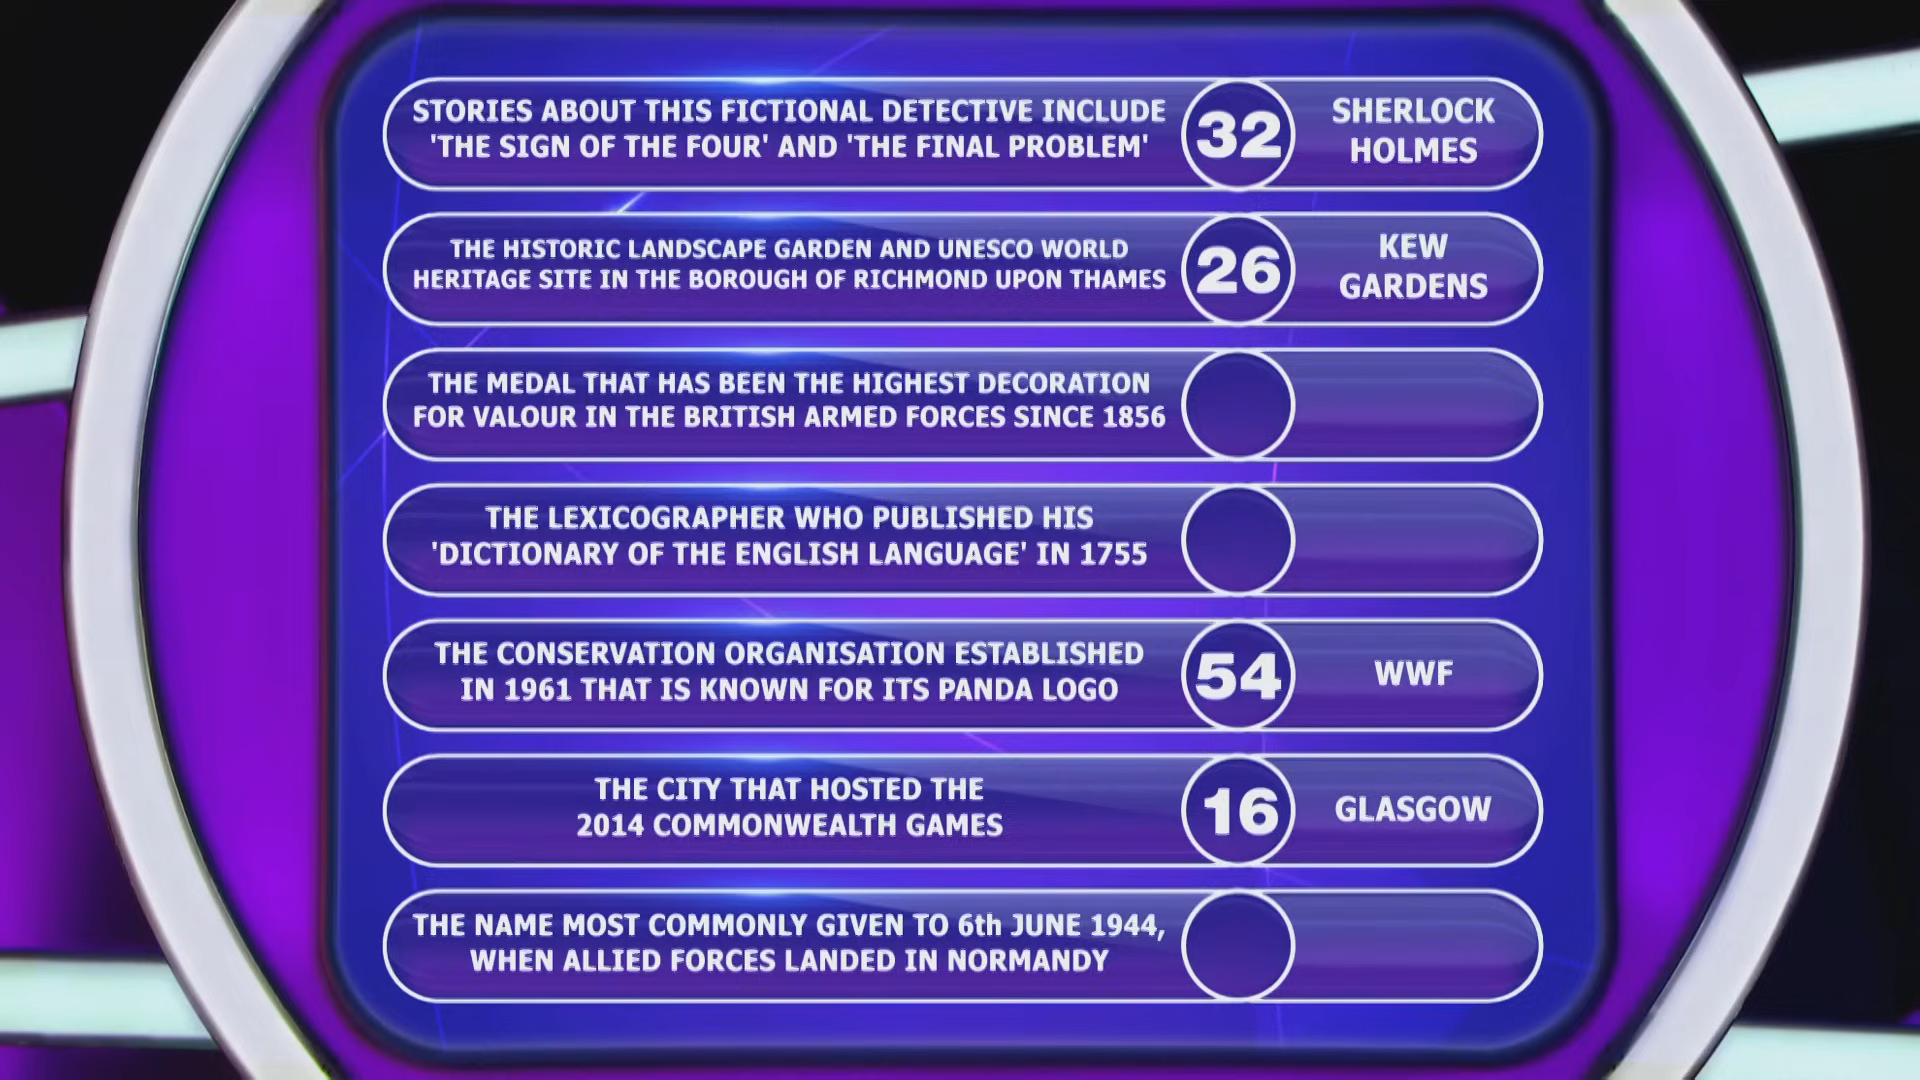 STORIES ABOUT THIS FICTIONAL DETECTIVE INCLUDE
'THE SIGN OF THE FOUR' AND 'THE FINAL PROBLEM'
32
SHERLOCK
HOLMES
THE HISTORIC LANDSCAPE GARDEN AND UNESCO WORLD
HERITAGE SITE IN THE BOROUGH OF RICHMOND UPON THAMES
26
KEW
GARDENS
THE MEDAL THAT HAS BEEN THE HIGHEST DECORATION
FOR VALOUR IN THE BRITISH ARMED FORCES SINCE 1856
THE LEXICOGRAPHER WHO PUBLISHED HIS
'DICTIONARY OF THE ENGLISH LANGUAGE' IN 1755
THE CONSERVATION ORGANISATION ESTABLISHED
IN 1961 THAT IS KNOWN FOR ITS PANDA LOGO
54
WWF
THE CITY THAT HOSTED THE
2014 COMMONWEALTH GAMES
16
GLASGOW
THE NAME MOST COMMONLY GIVEN TO 6th JUNE 1944,
WHEN ALLIED FORCES LANDED IN NORMANDY